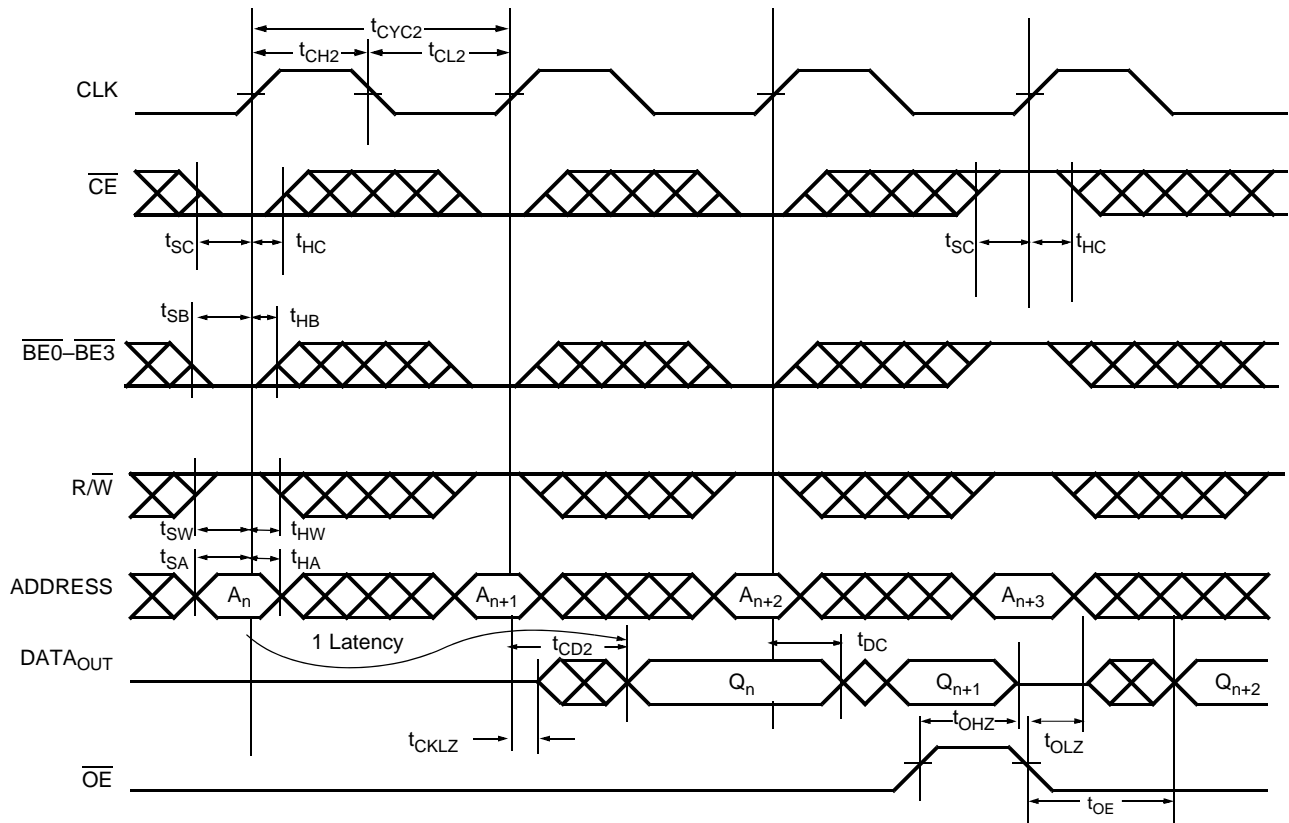 tCYC2
tCH2 tCL2
CLK
CE
tSC tHC tSC tHC
tSB tHB
BE0–BE3
R/W
tSW tHW
tSA tHA
ADDRESS An An+1 An+2 An+3
1 Latency tCD2 tDC
DATAOUT Qn Qn+1 Qn+2
tOHZ
tCKLZ tOLZ
OE
tOE